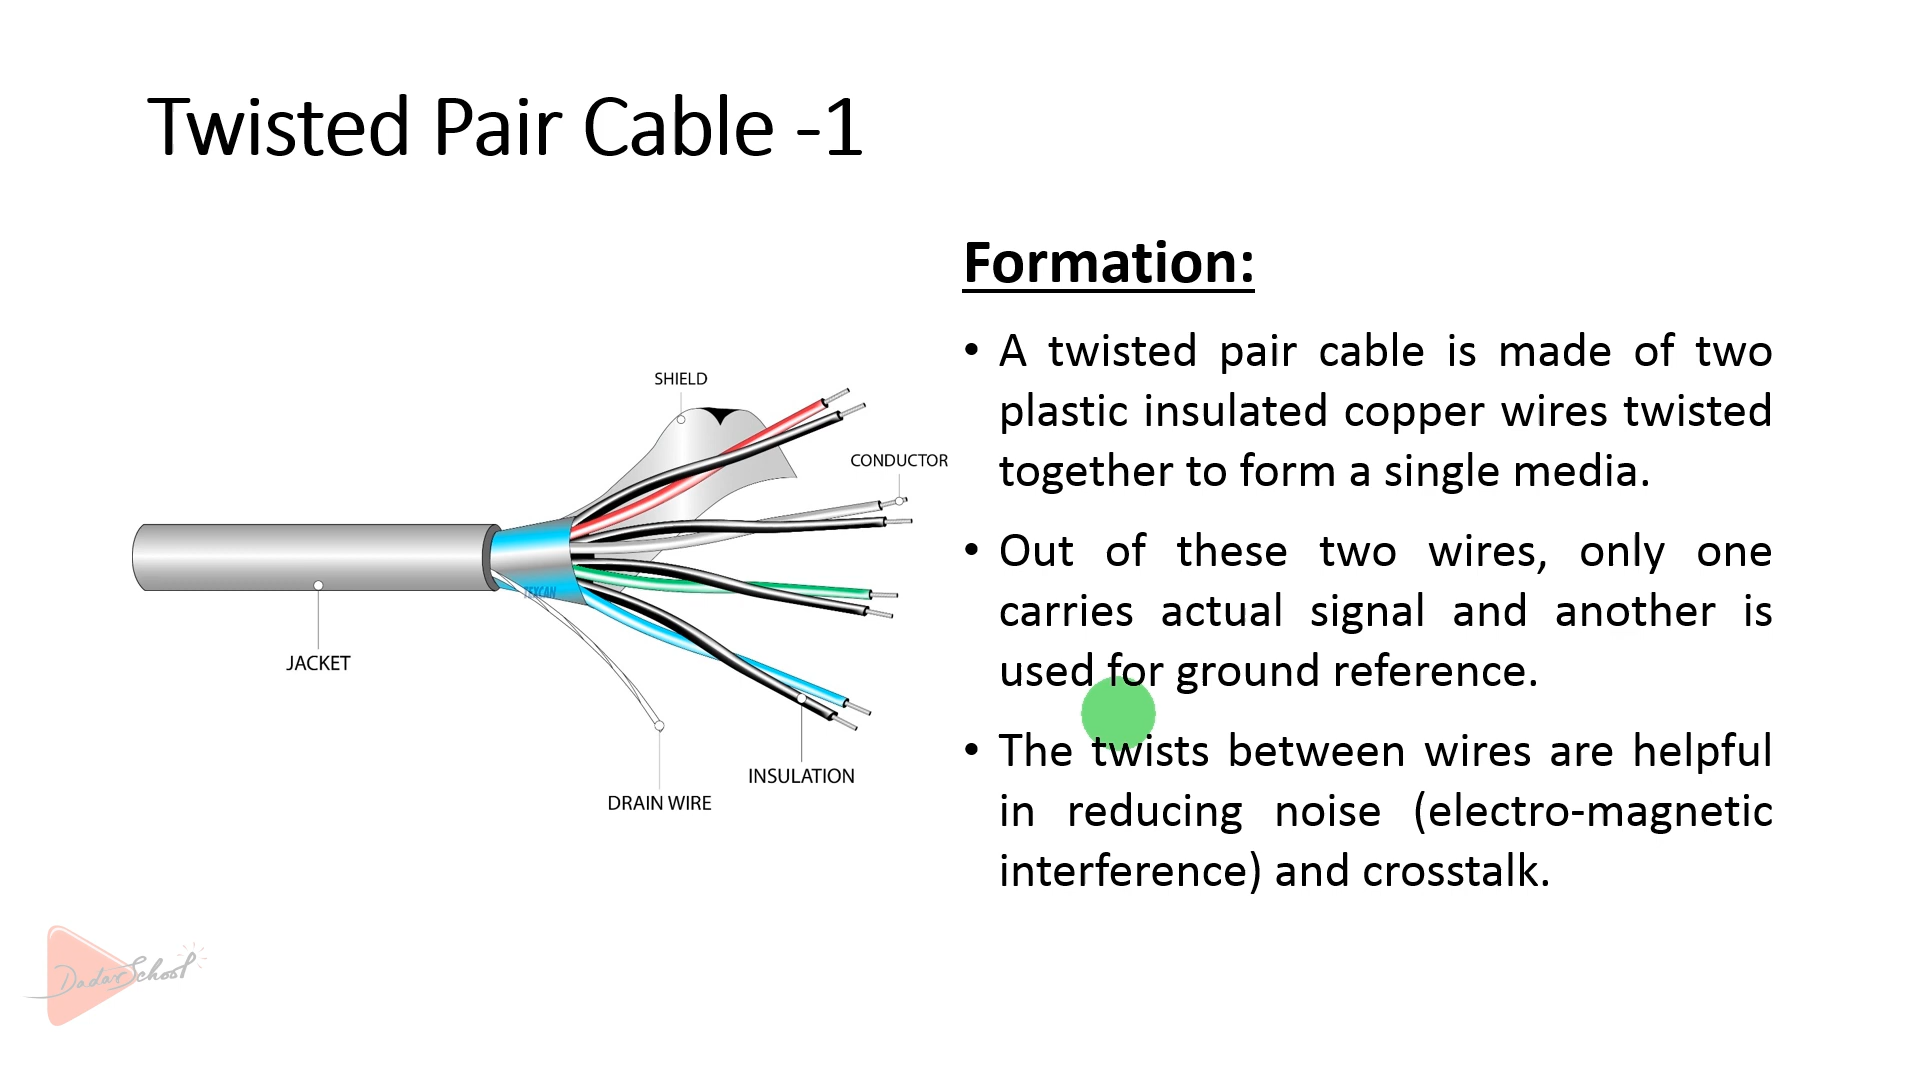 Twisted Pair Cable -1
Formation:
• A twisted pair cable is made of two
plastic insulated copper wires twisted
together to form a single media.
• Out of these two wires, only one
carries actual signal and another is
used for ground reference.
• The twists between wires are helpful
in reducing noise (electro-magnetic
interference) and crosstalk.
SHIELD
CONDUCTOR
TEXCAN
JACKET
INSULATION
DRAIN WIRE
Dadar School